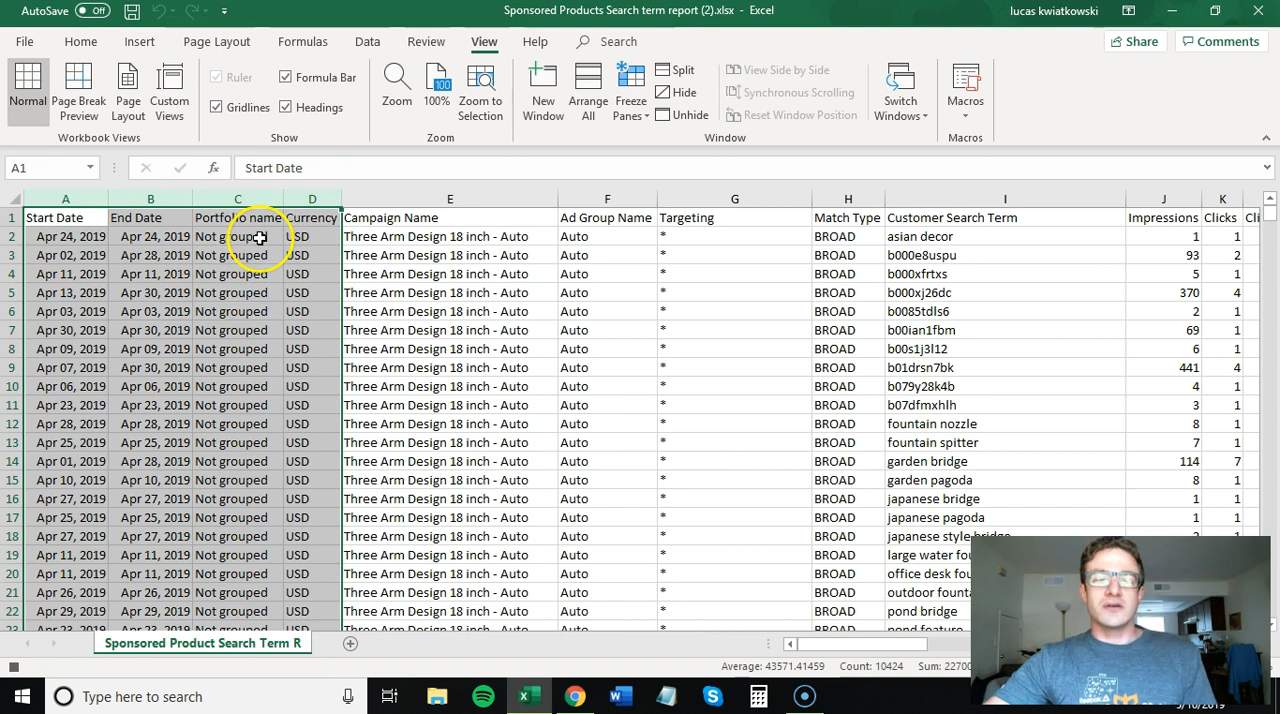 AutoSave Off Sponsored Products Search term report (2).xlsx - Excel lucas kwiatkowski
File Home Insert Page Layout Formulas Data Review View Help Search Share Comments
Normal Page Break Preview Page Layout Custom Views Ruler Formula Bar Gridlines Headings Zoom 100% Zoom to Selection New Window Arrange All Freeze Panes Split Hide Unhide View Side by Side Synchronous Scrolling Reset Window Position Switch Windows Macros
Workbook Views Show Zoom Window Macros
A1 fx Start Date
A B C D E F G H I J K
1 Start Date End Date Portfolio name Currency Campaign Name Ad Group Name Targeting Match Type Customer Search Term Impressions Clicks Cli
2 Apr 24, 2019 Apr 24, 2019 Not grouped USD Three Arm Design 18 inch - Auto Auto * BROAD asian decor 1 1
3 Apr 02, 2019 Apr 28, 2019 Not grouped USD Three Arm Design 18 inch - Auto Auto * BROAD b000e8uspu 93 2
4 Apr 11, 2019 Apr 11, 2019 Not grouped USD Three Arm Design 18 inch - Auto Auto * BROAD b000xfrtxs 5 1
5 Apr 13, 2019 Apr 30, 2019 Not grouped USD Three Arm Design 18 inch - Auto Auto * BROAD b000xj26dc 370 4
6 Apr 03, 2019 Apr 03, 2019 Not grouped USD Three Arm Design 18 inch - Auto Auto * BROAD b0085tdls6 2 1
7 Apr 30, 2019 Apr 30, 2019 Not grouped USD Three Arm Design 18 inch - Auto Auto * BROAD b00ian1fbm 69 1
8 Apr 09, 2019 Apr 09, 2019 Not grouped USD Three Arm Design 18 inch - Auto Auto * BROAD b00s1j3l12 6 1
9 Apr 07, 2019 Apr 30, 2019 Not grouped USD Three Arm Design 18 inch - Auto Auto * BROAD b01drsn7bk 441 4
10 Apr 06, 2019 Apr 06, 2019 Not grouped USD Three Arm Design 18 inch - Auto Auto * BROAD b079y28k4b 4 1
11 Apr 23, 2019 Apr 23, 2019 Not grouped USD Three Arm Design 18 inch - Auto Auto * BROAD b07dfmxhlh 3 1
12 Apr 28, 2019 Apr 28, 2019 Not grouped USD Three Arm Design 18 inch - Auto Auto * BROAD fountain nozzle 8 1
13 Apr 25, 2019 Apr 25, 2019 Not grouped USD Three Arm Design 18 inch - Auto Auto * BROAD fountain spitter 7 1
14 Apr 01, 2019 Apr 28, 2019 Not grouped USD Three Arm Design 18 inch - Auto Auto * BROAD garden bridge 114 7
15 Apr 10, 2019 Apr 10, 2019 Not grouped USD Three Arm Design 18 inch - Auto Auto * BROAD garden pagoda 8 1
16 Apr 27, 2019 Apr 27, 2019 Not grouped USD Three Arm Design 18 inch - Auto Auto * BROAD japanese bridge 1 1
17 Apr 25, 2019 Apr 25, 2019 Not grouped USD Three Arm Design 18 inch - Auto Auto * BROAD japanese pagoda 1 1
18 Apr 27, 2019 Apr 27, 2019 Not grouped USD Three Arm Design 18 inch - Auto Auto * BROAD japanese style bridge
19 Apr 11, 2019 Apr 11, 2019 Not grouped USD Three Arm Design 18 inch - Auto Auto * BROAD large water fou
20 Apr 11, 2019 Apr 11, 2019 Not grouped USD Three Arm Design 18 inch - Auto Auto * BROAD office desk fou
21 Apr 26, 2019 Apr 26, 2019 Not grouped USD Three Arm Design 18 inch - Auto Auto * BROAD outdoor founta
22 Apr 29, 2019 Apr 29, 2019 Not grouped USD Three Arm Design 18 inch - Auto Auto * BROAD pond bridge
23 Apr 23, 2019 Apr 23, 2019 Not grouped USD Three Arm Design 18 inch - Auto Auto * BROAD pond feature
Sponsored Product Search Term R
Average: 43571.41459 Count: 10424 Sum: 22700
Type here to search